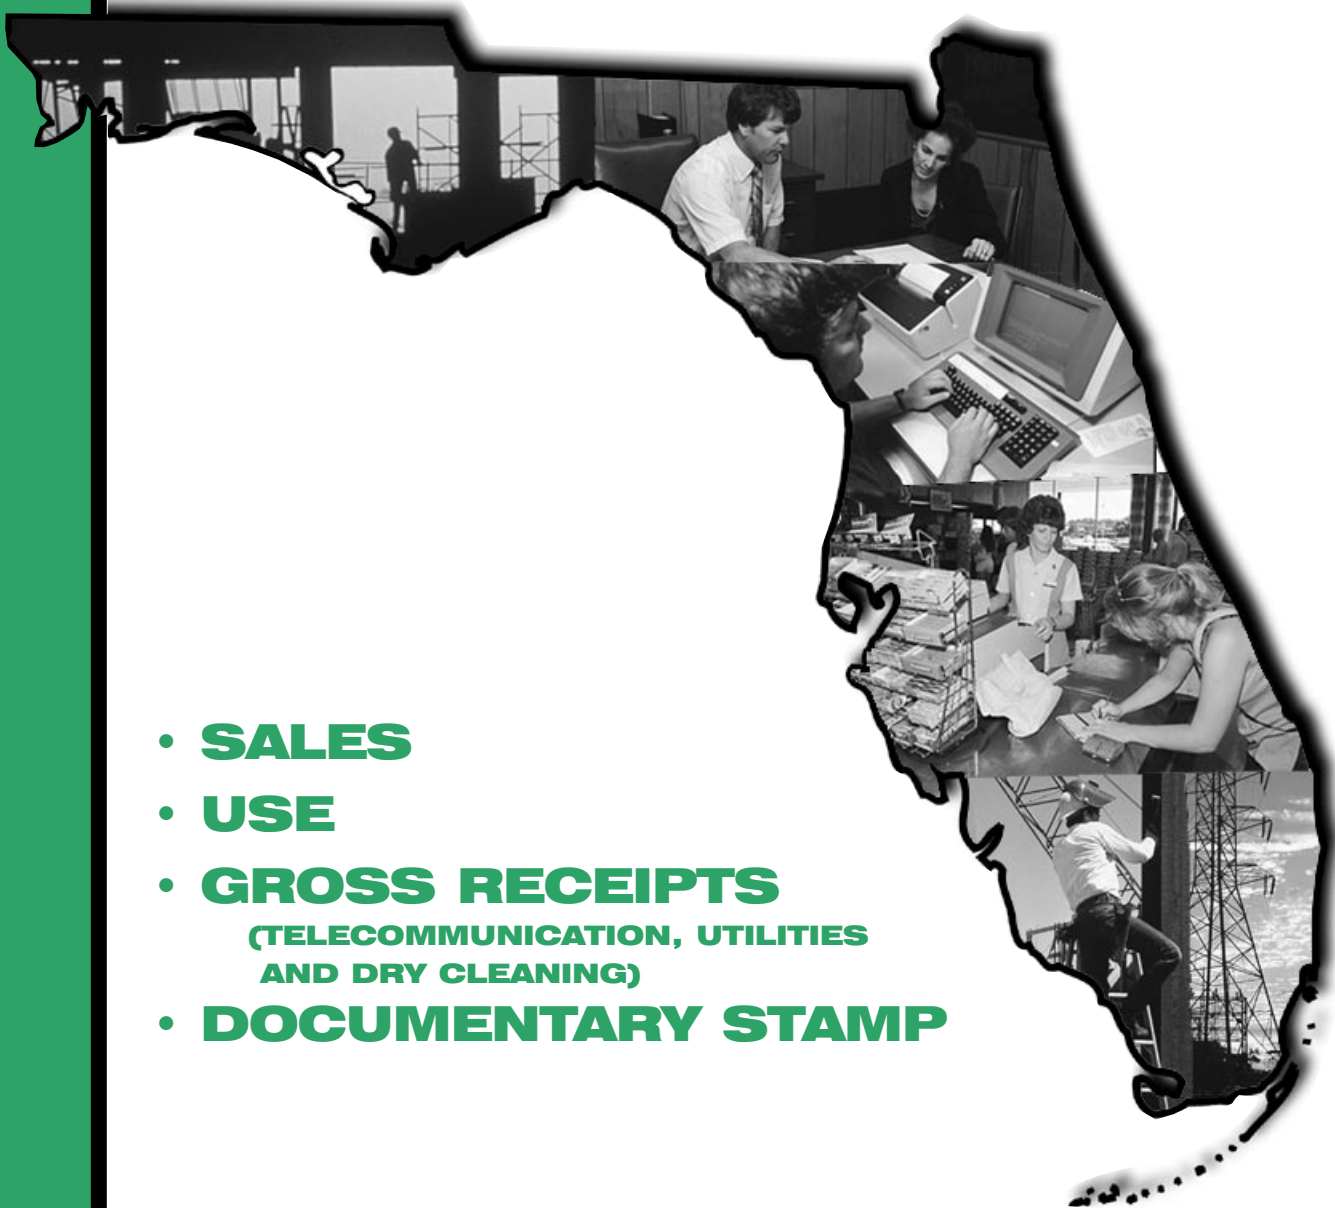 • SALES
• USE
• GROSS RECEIPTS
(TELECOMMUNICATION, UTILITIES
AND DRY CLEANING)
• DOCUMENTARY STAMP